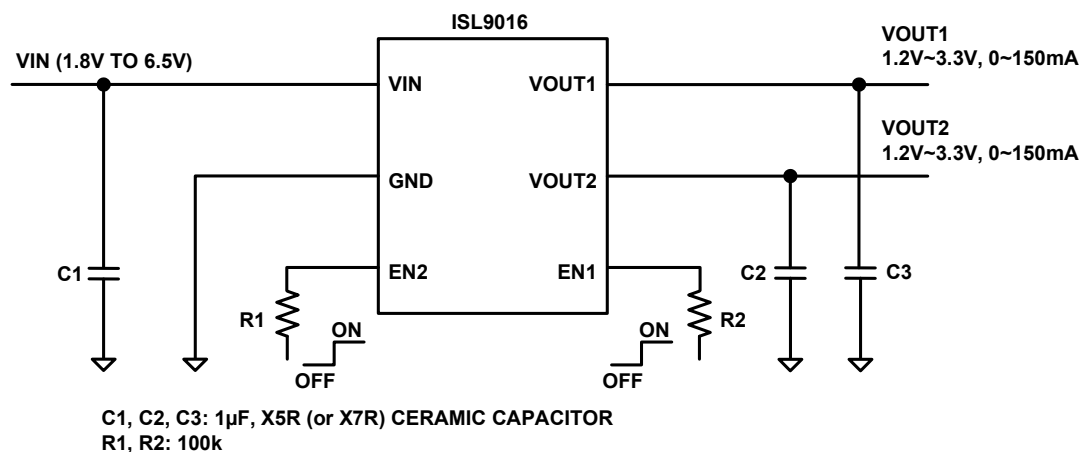 ISL9016
VIN (1.8V TO 6.5V)
VOUT1
1.2V~3.3V, 0~150mA
VIN
VOUT1
VOUT2
1.2V~3.3V, 0~150mA
GND
VOUT2
C1
EN2
EN1
C2
C3
R1
ON
OFF
ON
OFF
R2
C1, C2, C3: 1µF, X5R (or X7R) CERAMIC CAPACITOR
R1, R2: 100k